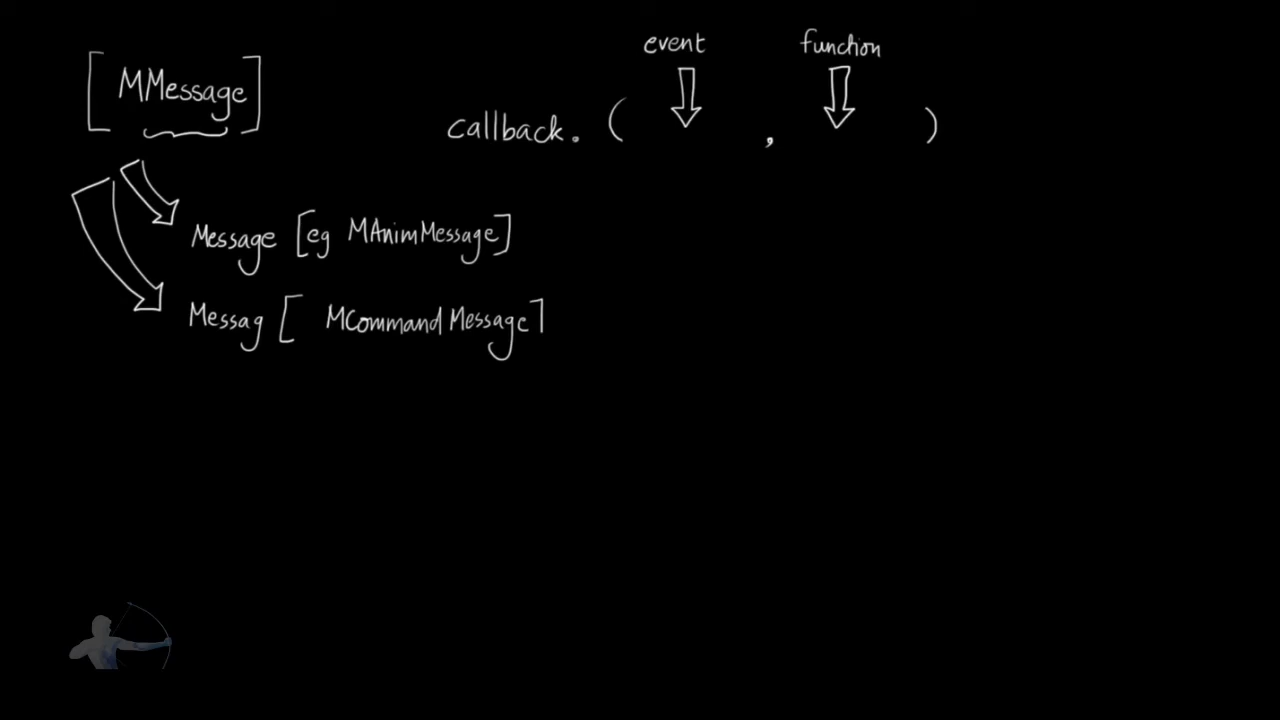 event function
[MMessage]
callback. ( , )
Message [eg MAnimMessage]
Messag [ MCommandMessage]